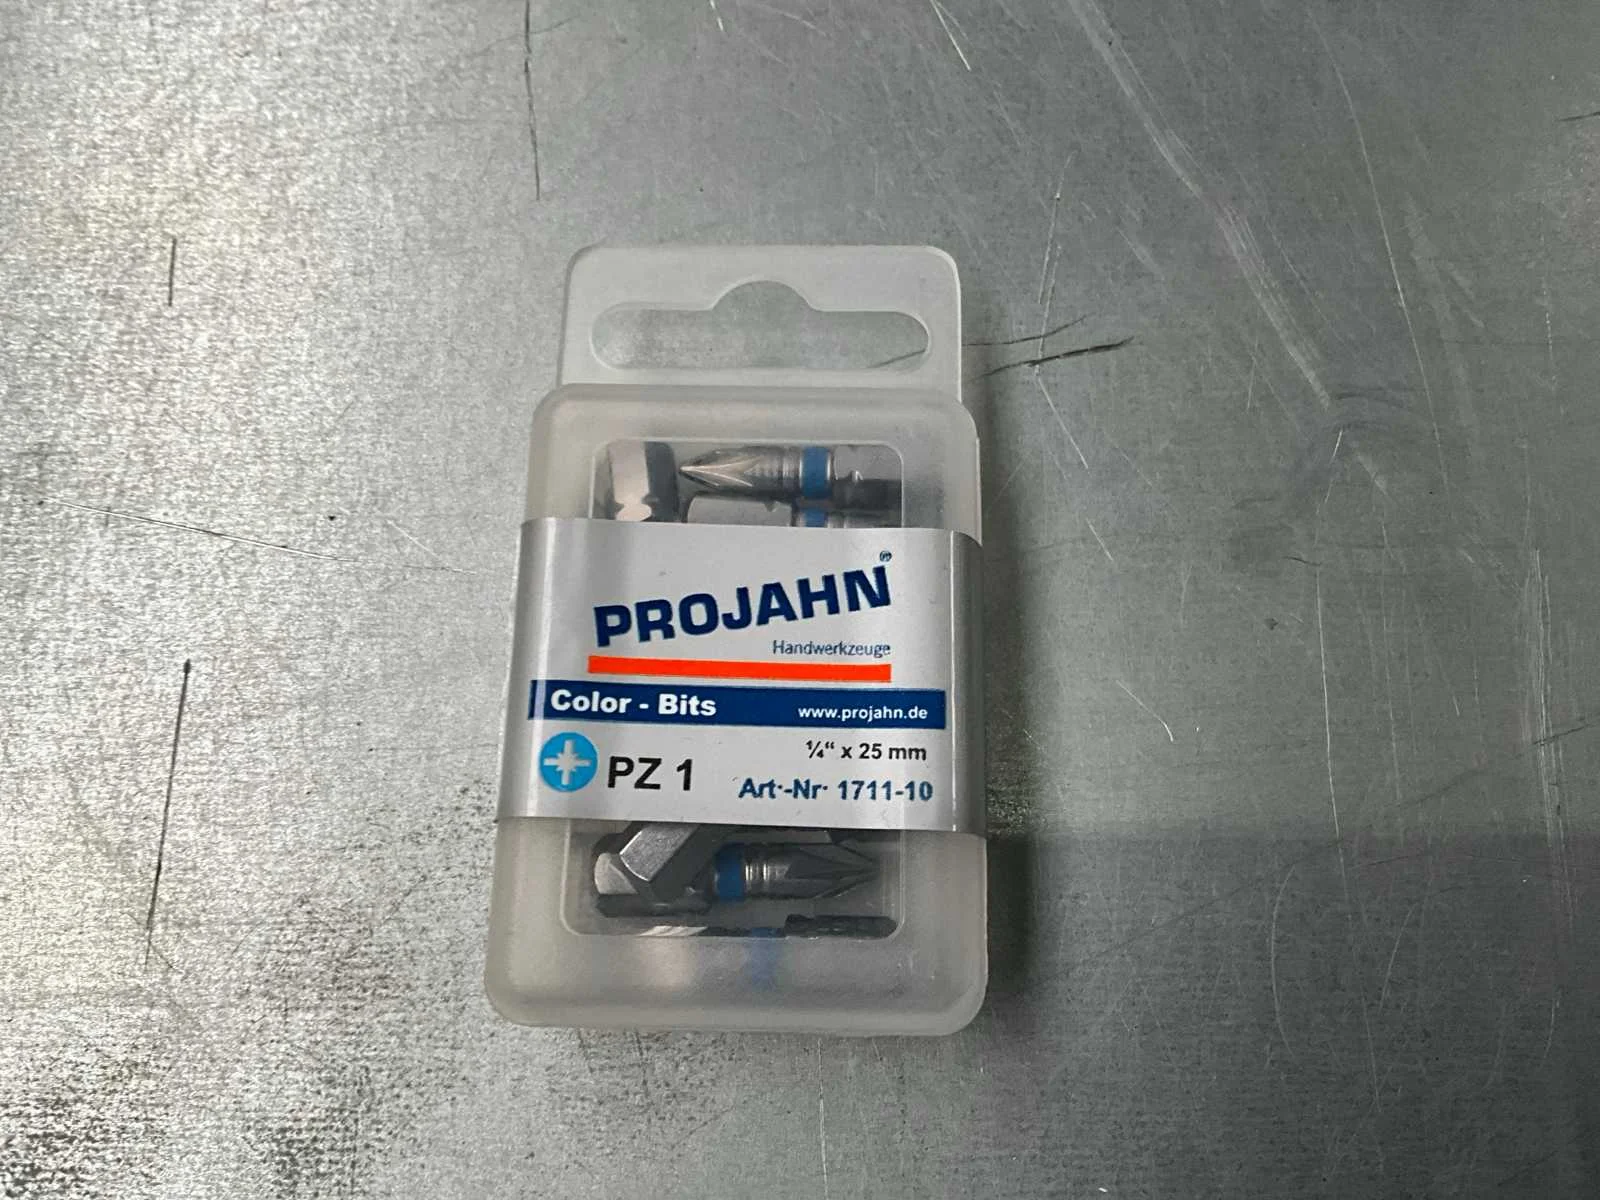 PROJAHN®
Handwerkzeuge
Color - Bits
www.projahn.de
¼“ x 25 mm
PZ 1
Art.-Nr. 1711-10